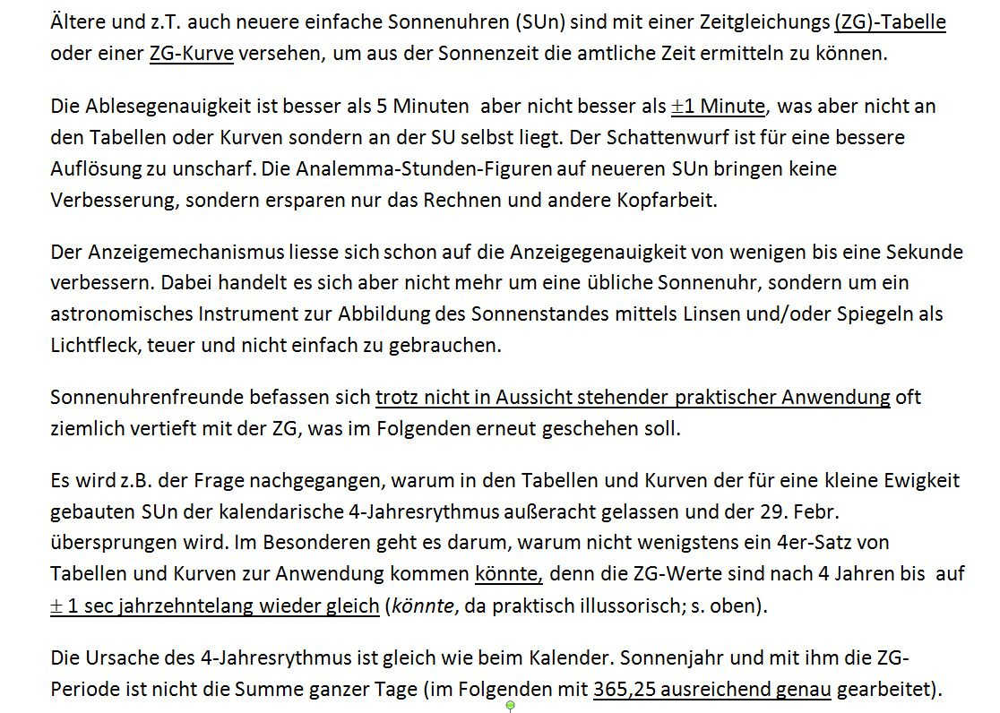 Ältere und z.T. auch neuere einfache Sonnenuhren (SUn) sind mit einer Zeitgleichungs (ZG)-Tabelle
oder einer ZG-Kurve versehen, um aus der Sonnenzeit die amtliche Zeit ermitteln zu können.
Die Ablesegenauigkeit ist besser als 5 Minuten  aber nicht besser als ±1 Minute, was aber nicht an
den Tabellen oder Kurven sondern an der SU selbst liegt. Der Schattenwurf ist für eine bessere
Auflösung zu unscharf. Die Analemma-Stunden-Figuren auf neueren SUn bringen keine
Verbesserung, sondern ersparen nur das Rechnen und andere Kopfarbeit.
Der Anzeigemechanismus liesse sich schon auf die Anzeigegenauigkeit von wenigen bis eine Sekunde
verbessern. Dabei handelt es sich aber nicht mehr um eine übliche Sonnenuhr, sondern um ein
astronomisches Instrument zur Abbildung des Sonnenstandes mittels Linsen und/oder Spiegeln als
Lichtfleck, teuer und nicht einfach zu gebrauchen.
Sonnenuhrenfreunde befassen sich trotz nicht in Aussicht stehender praktischer Anwendung oft
ziemlich vertieft mit der ZG, was im Folgenden erneut geschehen soll.
Es wird z.B. der Frage nachgegangen, warum in den Tabellen und Kurven der für eine kleine Ewigkeit
gebauten SUn der kalendarische 4-Jahresrythmus außeracht gelassen und der 29. Febr.
übersprungen wird. Im Besonderen geht es darum, warum nicht wenigstens ein 4er-Satz von
Tabellen und Kurven zur Anwendung kommen könnte, denn die ZG-Werte sind nach 4 Jahren bis  auf
± 1 sec jahrzehntelang wieder gleich (könnte, da praktisch illussorisch; s. oben).
Die Ursache des 4-Jahresrythmus ist gleich wie beim Kalender. Sonnenjahr und mit ihm die ZG-
Periode ist nicht die Summe ganzer Tage (im Folgenden mit 365,25 ausreichend genau gearbeitet).